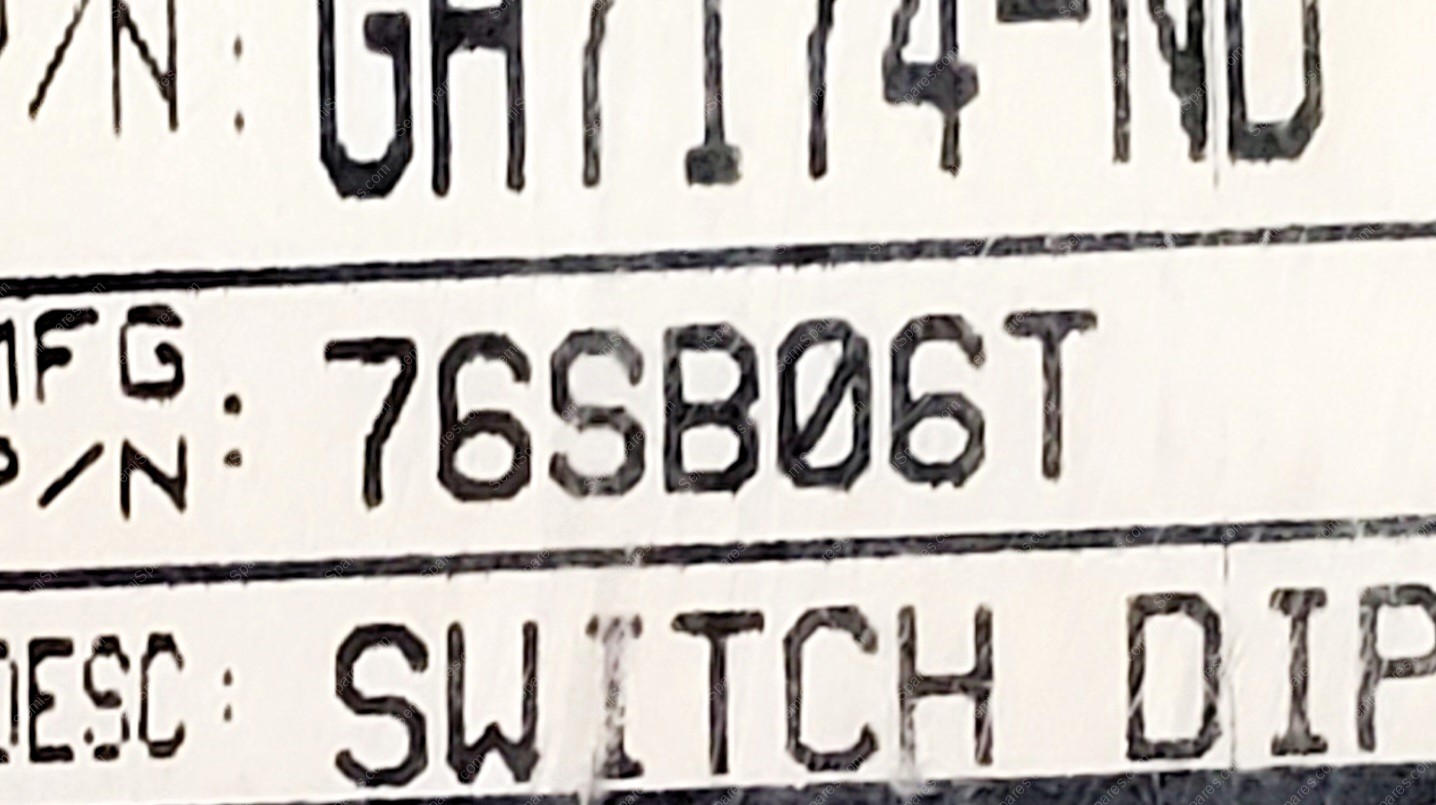 P/N: GH7174-ND
MFG P/N: 76SB06T
DESC: SWITCH DIP